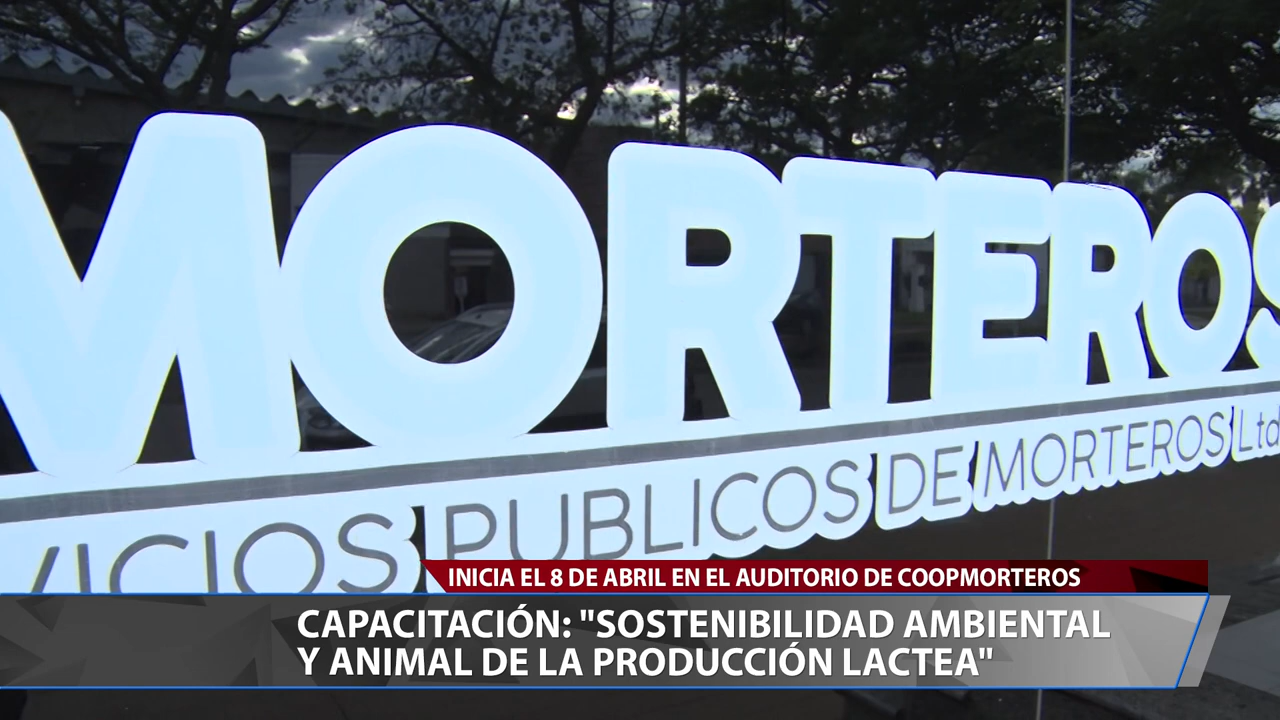 MORTEROS
VICIOS PUBLICOS DE MORTEROS Ltd
INICIA EL 8 DE ABRIL EN EL AUDITORIO DE COOPMORTEROS
CAPACITACIÓN: "SOSTENIBILIDAD AMBIENTAL
Y ANIMAL DE LA PRODUCCIÓN LACTEA"